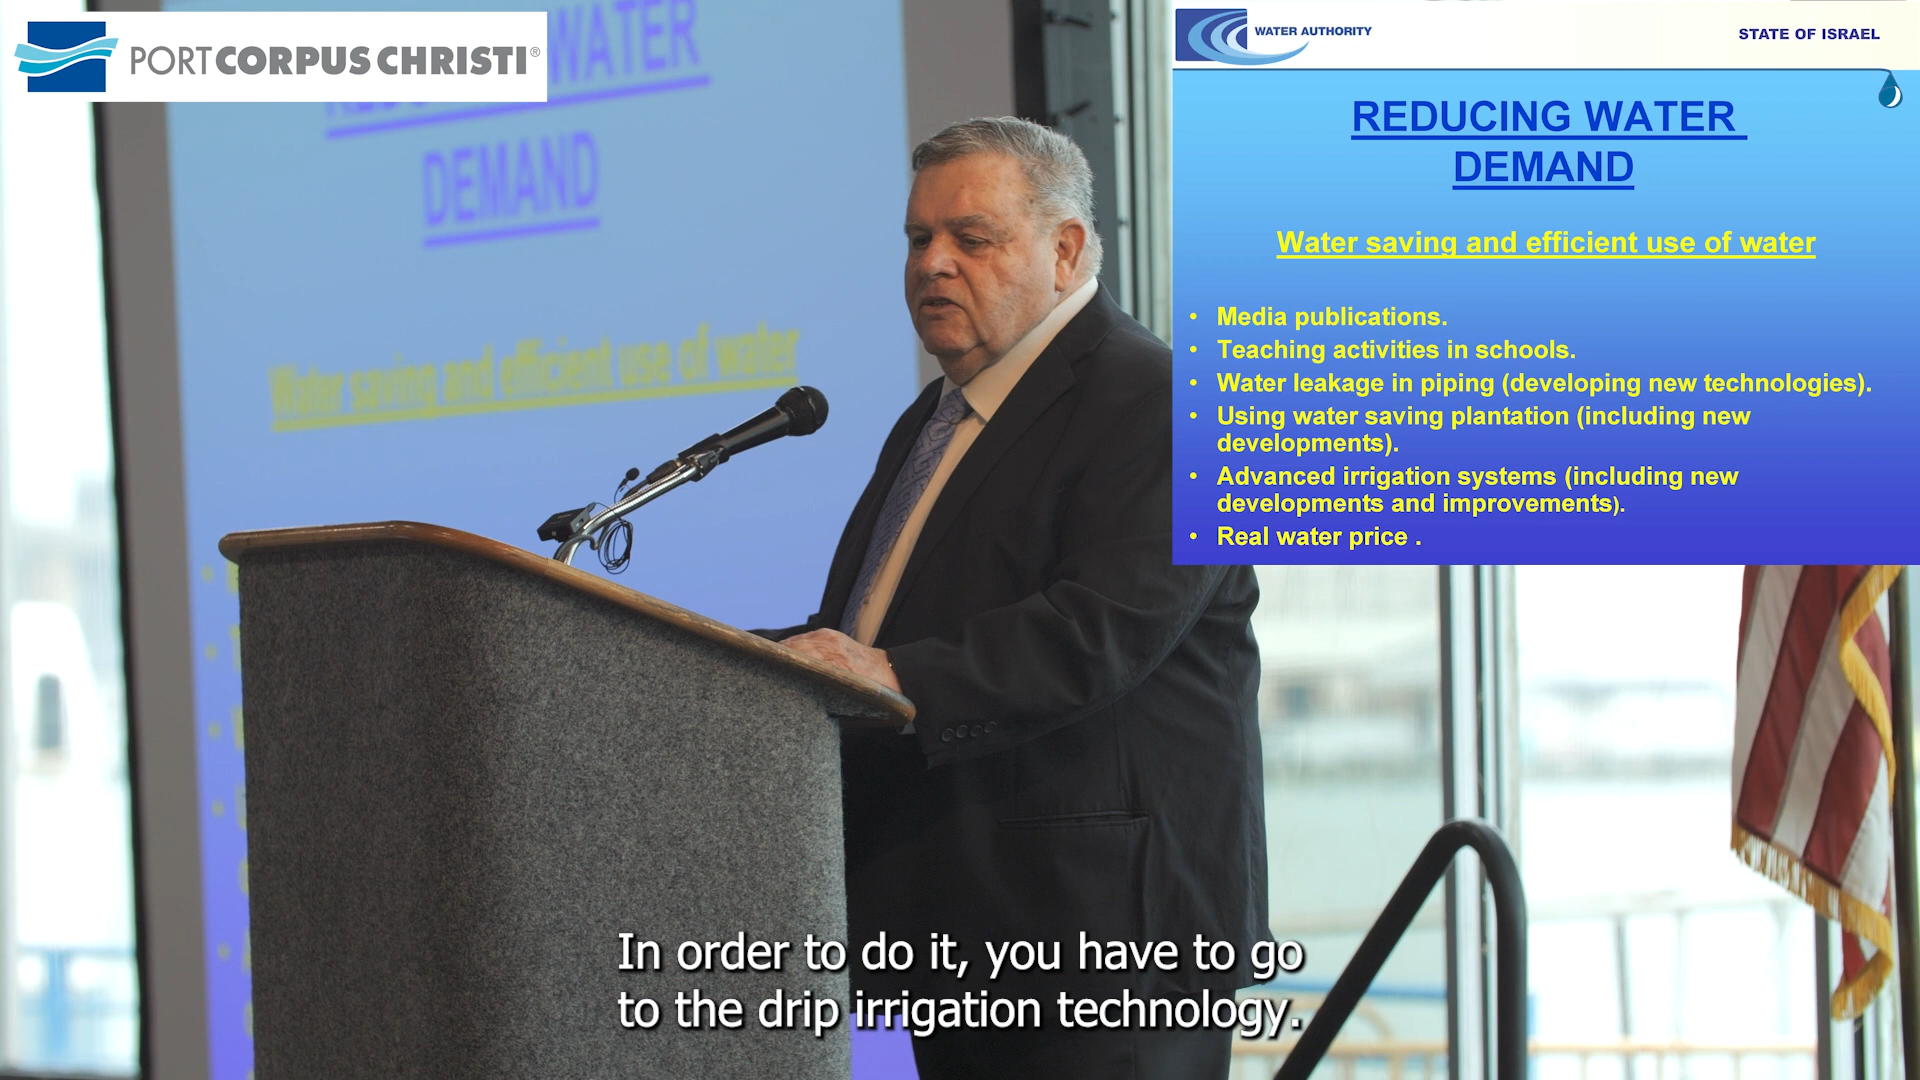 PORT CORPUS CHRISTI®
WATER
DEMAND
Water saving and efficient use of water
WATER AUTHORITY
STATE OF ISRAEL
REDUCING WATER
DEMAND
Water saving and efficient use of water
• Media publications.
• Teaching activities in schools.
• Water leakage in piping (developing new technologies).
• Using water saving plantation (including new
developments).
• Advanced irrigation systems (including new
developments and improvements).
• Real water price .
In order to do it, you have to go
to the drip irrigation technology.